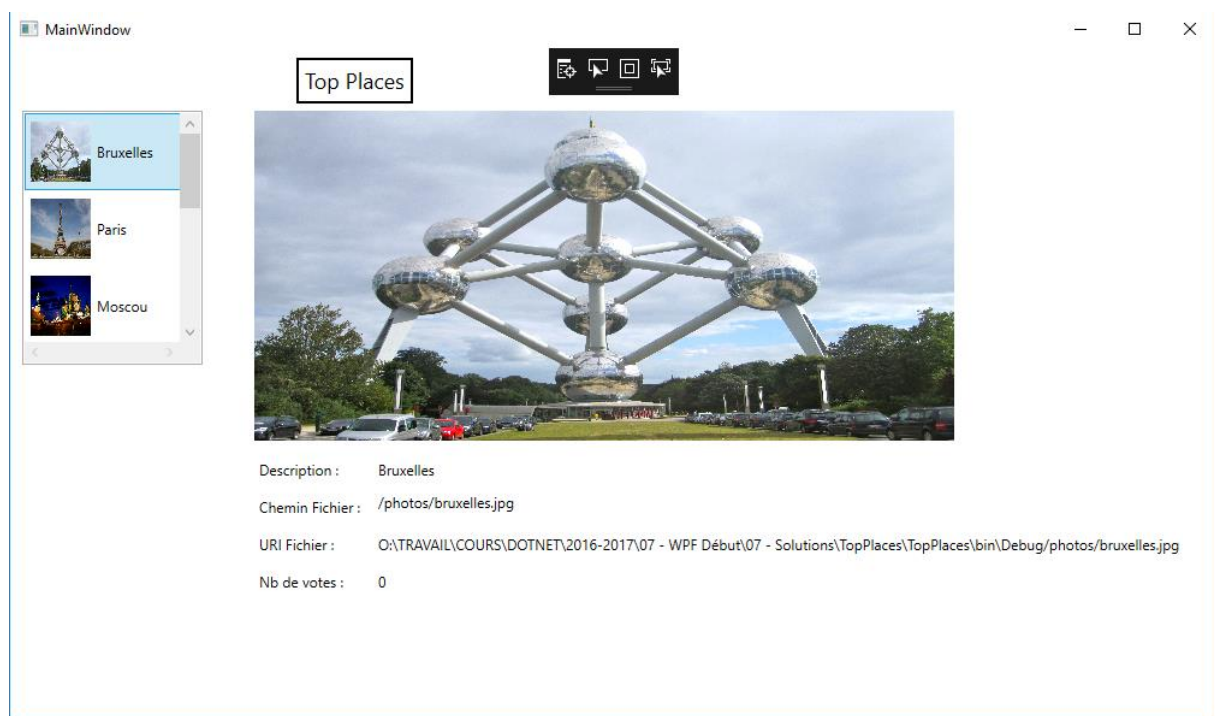 MainWindow
Top Places
Bruxelles
Paris
Moscou
Description : Bruxelles
Chemin Fichier : /photos/bruxelles.jpg
URI Fichier : O:\TRAVAIL\COURS\DOTNET\2016-2017\07 - WPF Début\07 - Solutions\TopPlaces\TopPlaces\bin\Debug/photos/bruxelles.jpg
Nb de votes : 0